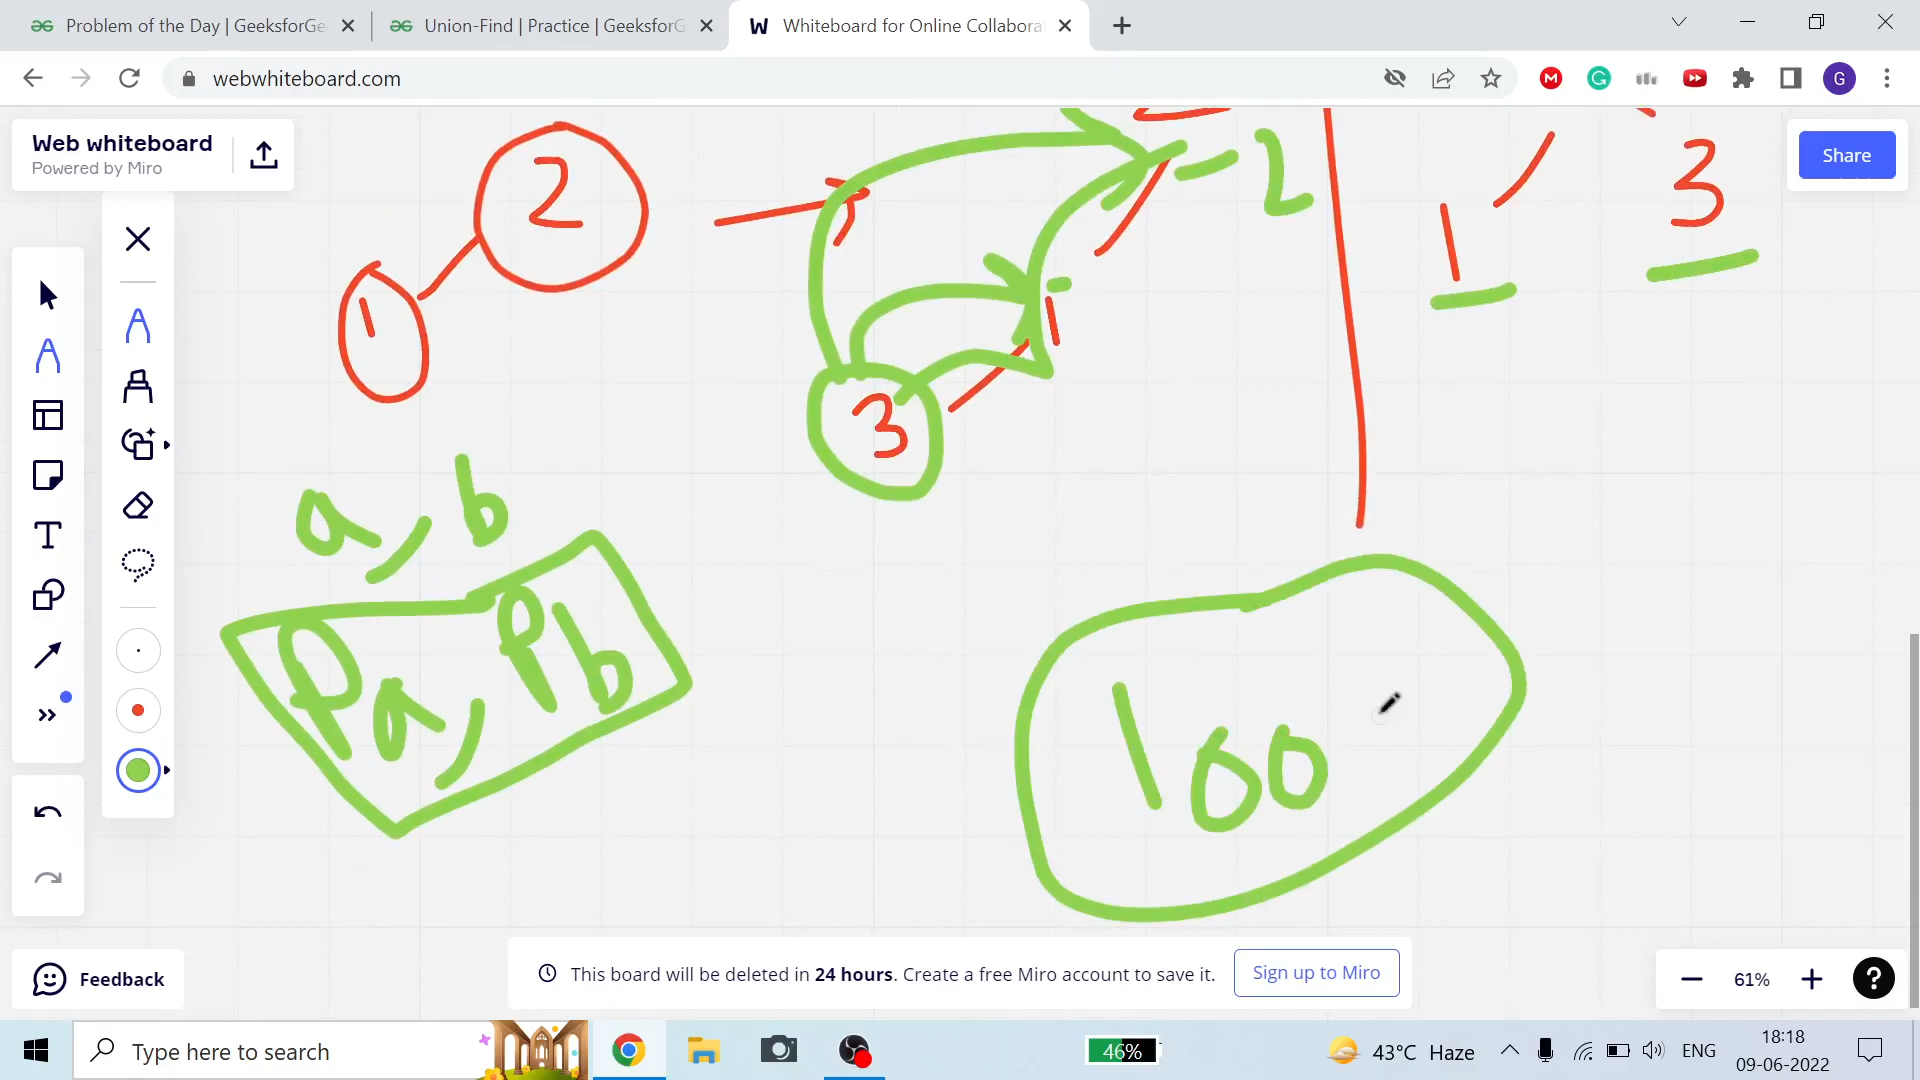 Problem of the Day | GeeksforGe
Union-Find | Practice | GeeksforG
Whiteboard for Online Collabora
webwhiteboard.com
G
Web whiteboard
Powered by Miro
Share
2
1
2
1
3
1
3
a, b
Pa, Pb
100
T
This board will be deleted in 24 hours. Create a free Miro account to save it.
Sign up to Miro
Feedback
61%
?
Type here to search
46%
43°C Haze
ENG
18:18
09-06-2022